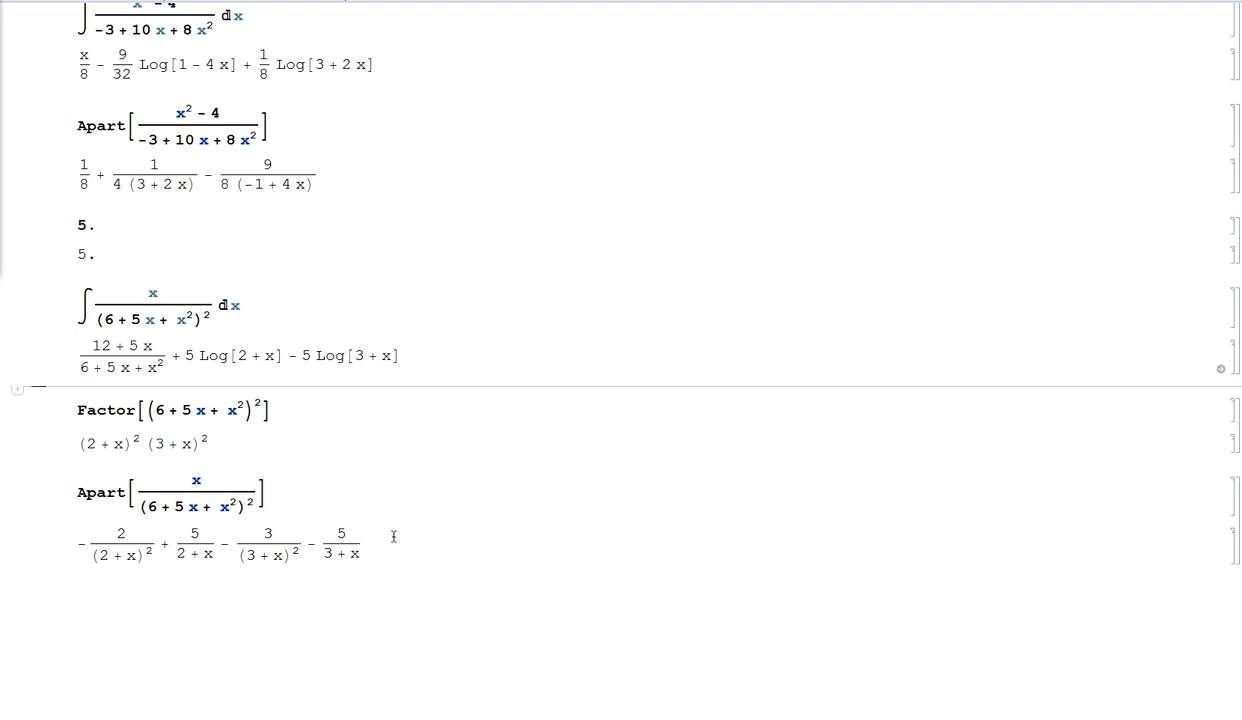 x² - 4
∫ ─── ⅆx
-3 + 10 x + 8 x²
x/8 - 9/32 Log[1 - 4 x] + 1/8 Log[3 + 2 x]
Apart[(x² - 4)/(-3 + 10 x + 8 x²)]
1/8 + 1/(4 (3 + 2 x)) - 9/(8 (-1 + 4 x))
5.
5.
∫ x/(6 + 5 x + x²)² ⅆx
(12 + 5 x)/(6 + 5 x + x²) + 5 Log[2 + x] - 5 Log[3 + x]
Factor[(6 + 5 x + x²)²]
(2 + x)² (3 + x)²
Apart[x/(6 + 5 x + x²)²]
-2/(2 + x)² + 5/(2 + x) - 3/(3 + x)² - 5/(3 + x)